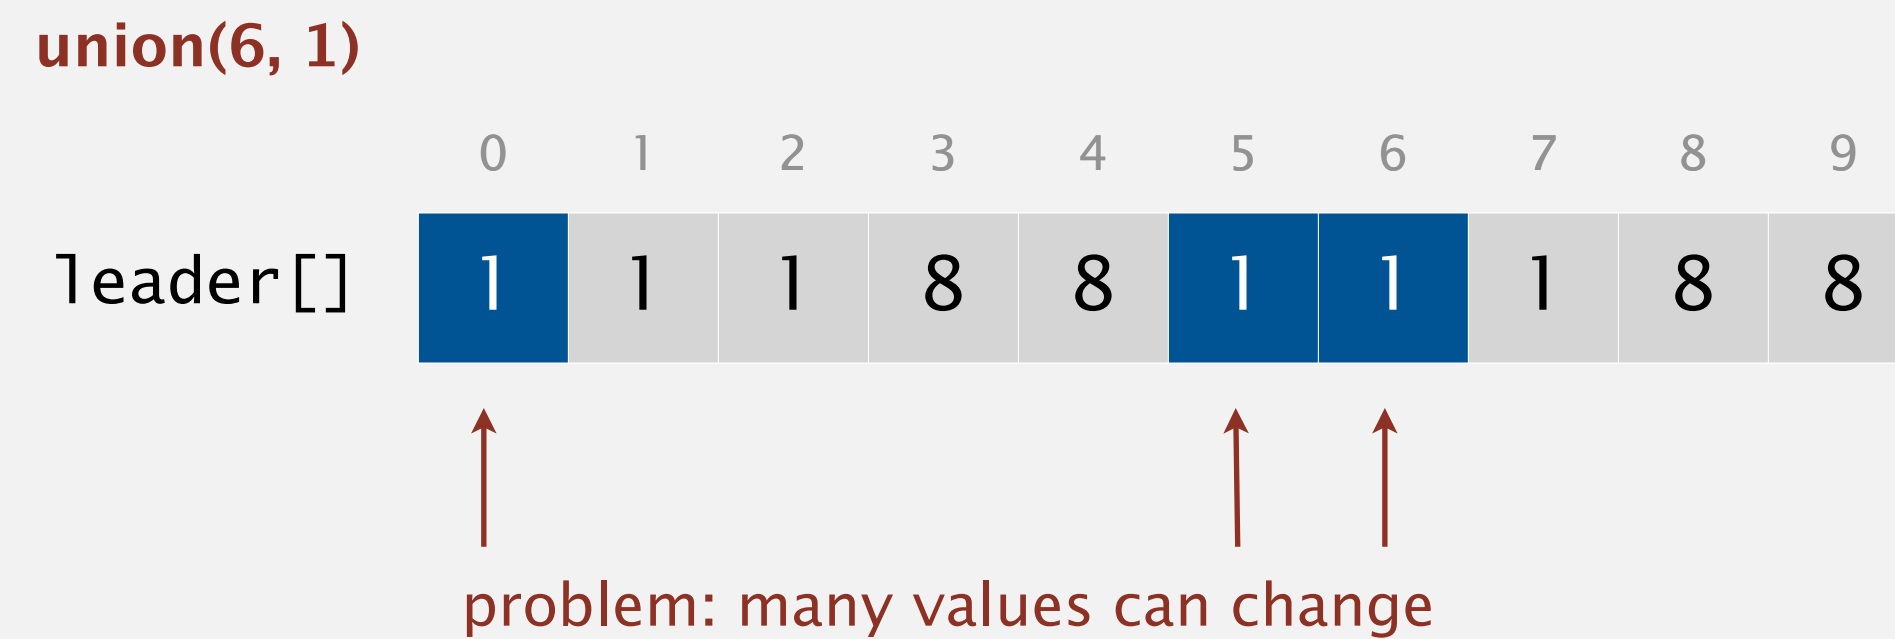 union(6, 1)
0 1 2 3 4 5 6 7 8 9
leader[] 1 1 1 8 8 1 1 1 8 8
problem: many values can change